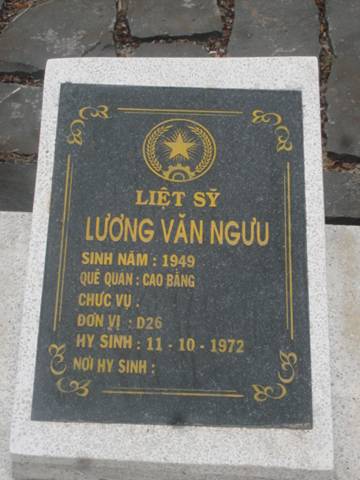 LIỆT SỸ
LƯƠNG VĂN NGƯU
SINH NĂM : 1949
QUÊ QUÁN : CAO BẰNG
CHỨC VỤ :
ĐƠN VỊ : D26
HY SINH : 11 - 10 - 1972
NƠI HY SINH :